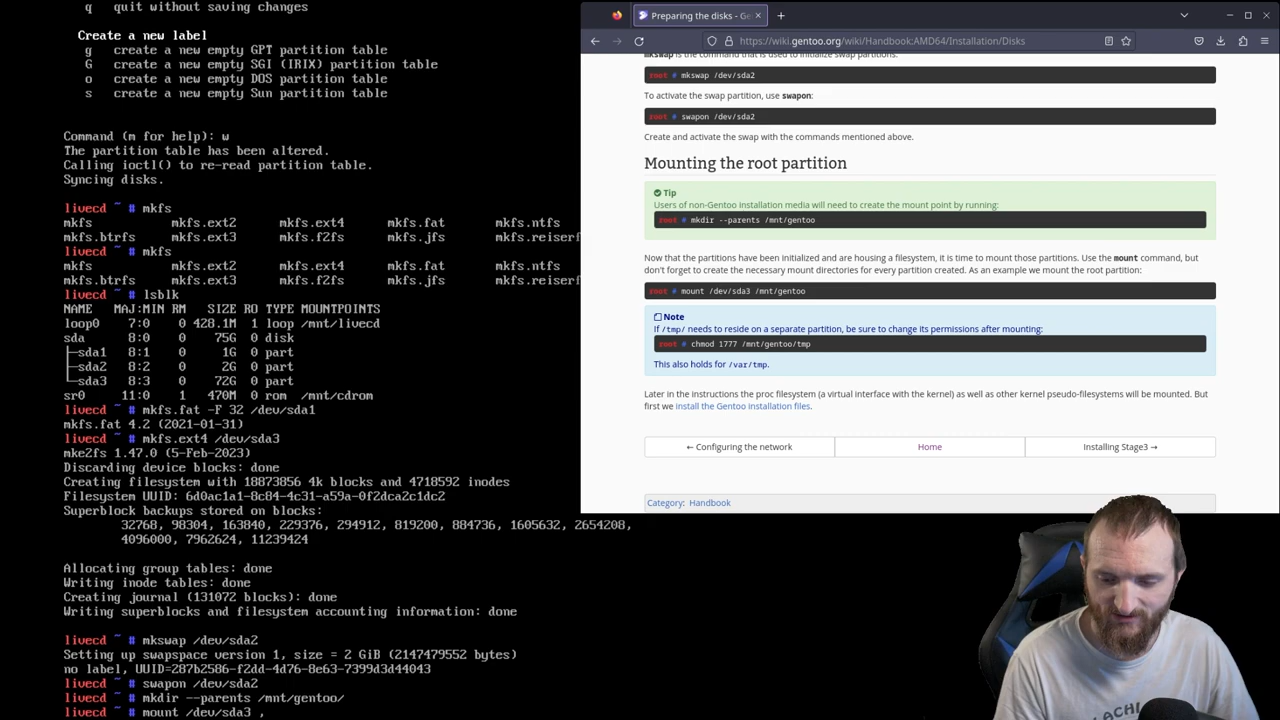 q   quit without saving changes
Create a new label
g   create a new empty GPT partition table
G   create a new empty SGI (IRIX) partition table
o   create a new empty DOS partition table
s   create a new empty Sun partition table
Command (m for help): w
The partition table has been altered.
Calling ioctl() to re-read partition table.
Syncing disks.
livecd ~ # mkfs
mkfs mkfs.ext2 mkfs.ext4 mkfs.fat mkfs.ntfs
mkfs.btrfs mkfs.ext3 mkfs.f2fs mkfs.jfs mkfs.reiserf
livecd ~ # mkfs
mkfs mkfs.ext2 mkfs.ext4 mkfs.fat mkfs.ntfs
mkfs.btrfs mkfs.ext3 mkfs.f2fs mkfs.jfs mkfs.reiserf
livecd ~ # lsblk
NAME MAJ:MIN RM SIZE RO TYPE MOUNTPOINTS
loop0 7:0 0 428.1M 1 loop /mnt/livecd
sda 8:0 0 75G 0 disk
├─sda1 8:1 0 1G 0 part
├─sda2 8:2 0 2G 0 part
└─sda3 8:3 0 72G 0 part
sr0 11:0 1 470M 0 rom /mnt/cdrom
livecd ~ # mkfs.fat -F 32 /dev/sda1
mkfs.fat 4.2 (2021-01-31)
livecd ~ # mkfs.ext4 /dev/sda3
mke2fs 1.47.0 (5-Feb-2023)
Discarding device blocks: done
Creating filesystem with 18873856 4k blocks and 4718592 inodes
Filesystem UUID: 6d0ac1a1-8c84-4c31-a59a-0f2dca2c1dc2
Superblock backups stored on blocks:
32768, 98304, 163840, 229376, 294912, 819200, 884736, 1605632, 2654208,
4096000, 7962624, 11239424
Allocating group tables: done
Writing inode tables: done
Creating journal (131072 blocks): done
Writing superblocks and filesystem accounting information: done
livecd ~ # mkswap /dev/sda2
Setting up swapspace version 1, size = 2 GiB (2147479552 bytes)
no label, UUID=287b2586-f2dd-4d76-8e63-7399d3d44043
livecd ~ # swapon /dev/sda2
livecd ~ # mkdir --parents /mnt/gentoo/
livecd ~ # mount /dev/sda3 ,
Preparing the disks - Ge
https://wiki.gentoo.org/wiki/Handbook:AMD64/Installation/Disks
mkswap is the command that is used to initialize swap partitions:
root # mkswap /dev/sda2
To activate the swap partition, use swapon:
root # swapon /dev/sda2
Create and activate the swap with the commands mentioned above.
Mounting the root partition
Tip
Users of non-Gentoo installation media will need to create the mount point by running:
root # mkdir --parents /mnt/gentoo
Now that the partitions have been initialized and are housing a filesystem, it is time to mount those partitions. Use the mount command, but
don't forget to create the necessary mount directories for every partition created. As an example we mount the root partition:
root # mount /dev/sda3 /mnt/gentoo
Note
If /tmp/ needs to reside on a separate partition, be sure to change its permissions after mounting:
root # chmod 1777 /mnt/gentoo/tmp
This also holds for /var/tmp.
Later in the instructions the proc filesystem (a virtual interface with the kernel) as well as other kernel pseudo-filesystems will be mounted. But
first we install the Gentoo installation files.
← Configuring the network
Home
Installing Stage3 →
Category: Handbook